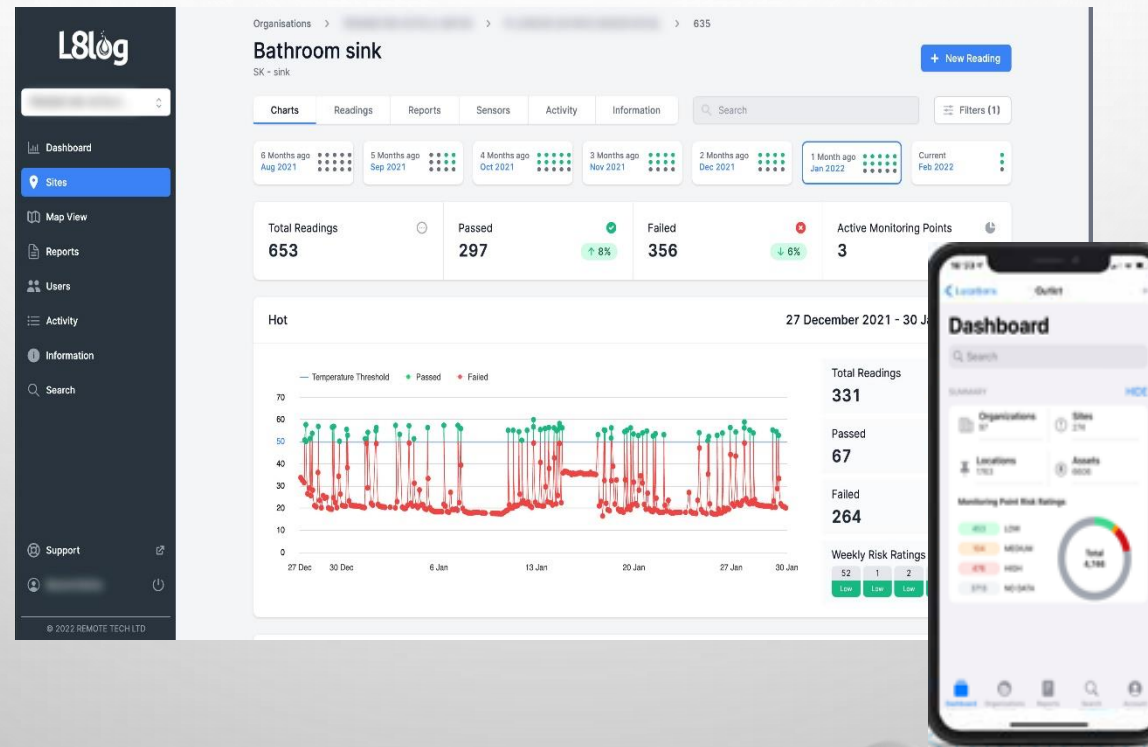 L8log
Organisations > > > 635
Bathroom sink
SK - sink
+ New Reading
Charts Readings Reports Sensors Activity Information Search Filters (1)
6 Months ago
Aug 2021
5 Months ago
Sep 2021
4 Months ago
Oct 2021
3 Months ago
Nov 2021
2 Months ago
Dec 2021
1 Month ago
Jan 2022
Current
Feb 2022
Dashboard
Sites
Map View
Reports
Users
Activity
Information
Search
Support
© 2022 REMOTE TECH LTD
Total Readings
653
Passed
297
↑ 8%
Failed
356
↓ 6%
Active Monitoring Points
3
Hot
27 December 2021 - 30
Temperature Threshold Passed Failed
70
60
50
40
30
20
10
0
27 Dec 30 Dec 6 Jan 13 Jan 20 Jan 27 Jan 30 Jan
Total Readings
331
Passed
67
Failed
264
Weekly Risk Ratings
52 1 2
Low Low Low
Locations Outlet
Dashboard
Search
SUMMARY HIDE
Organizations
Sites
Locations
Assets
Monitoring Point Risk Ratings
LOW
MEDIUM
HIGH
NO DATA
Total
Dashboard Organizations Reports Search Account